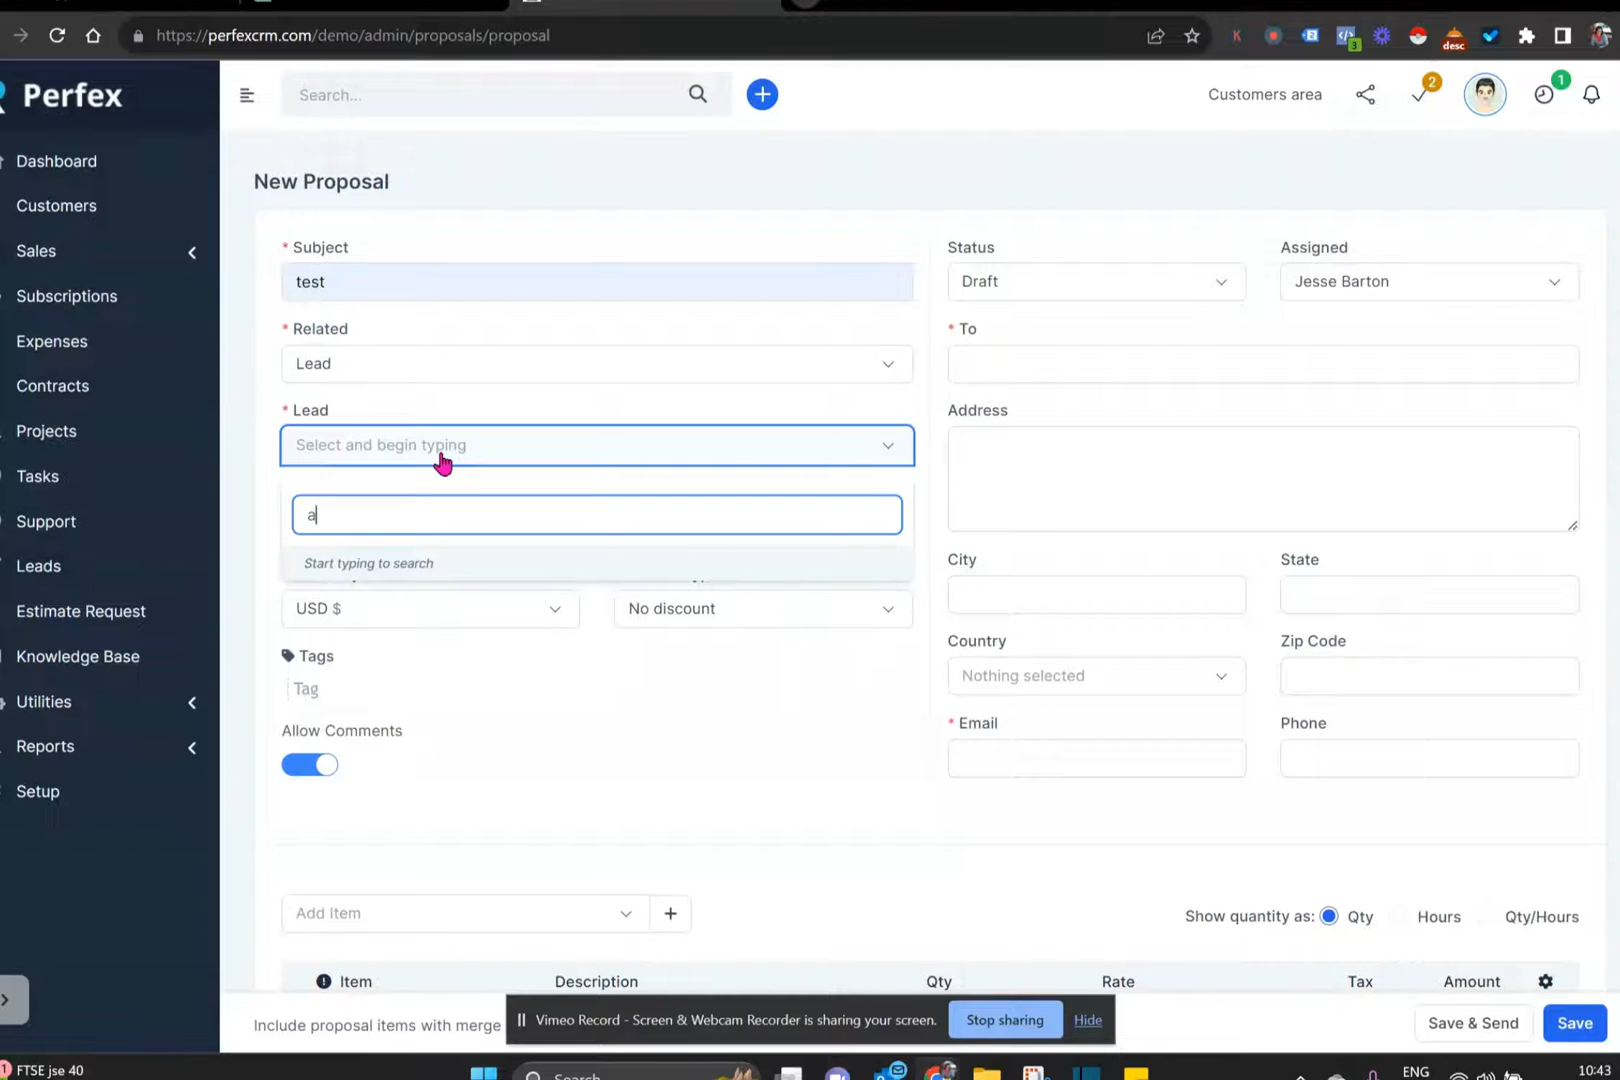 https://perfexcrm.com/demo/admin/proposals/proposal
3
desc
Perfex
Search...
Customers area
2
1
Dashboard
Customers
Sales
Subscriptions
Expenses
Contracts
Projects
Tasks
Support
Leads
Estimate Request
Knowledge Base
Utilities
Reports
Setup
New Proposal
* Subject
test
* Related
Lead
* Lead
Select and begin typing
a
Start typing to search
USD $
No discount
Tags
Tag
Allow Comments
Status
Draft
Assigned
Jesse Barton
* To
Address
City
State
Country
Nothing selected
Zip Code
* Email
Phone
Add Item
Show quantity as: Qty Hours Qty/Hours
Item Description Qty Rate Tax Amount
Include proposal items with merge
Vimeo Record - Screen & Webcam Recorder is sharing your screen. Stop sharing Hide
Save & Send
Save
1
FTSE jse 40
Search
ENG
10:43